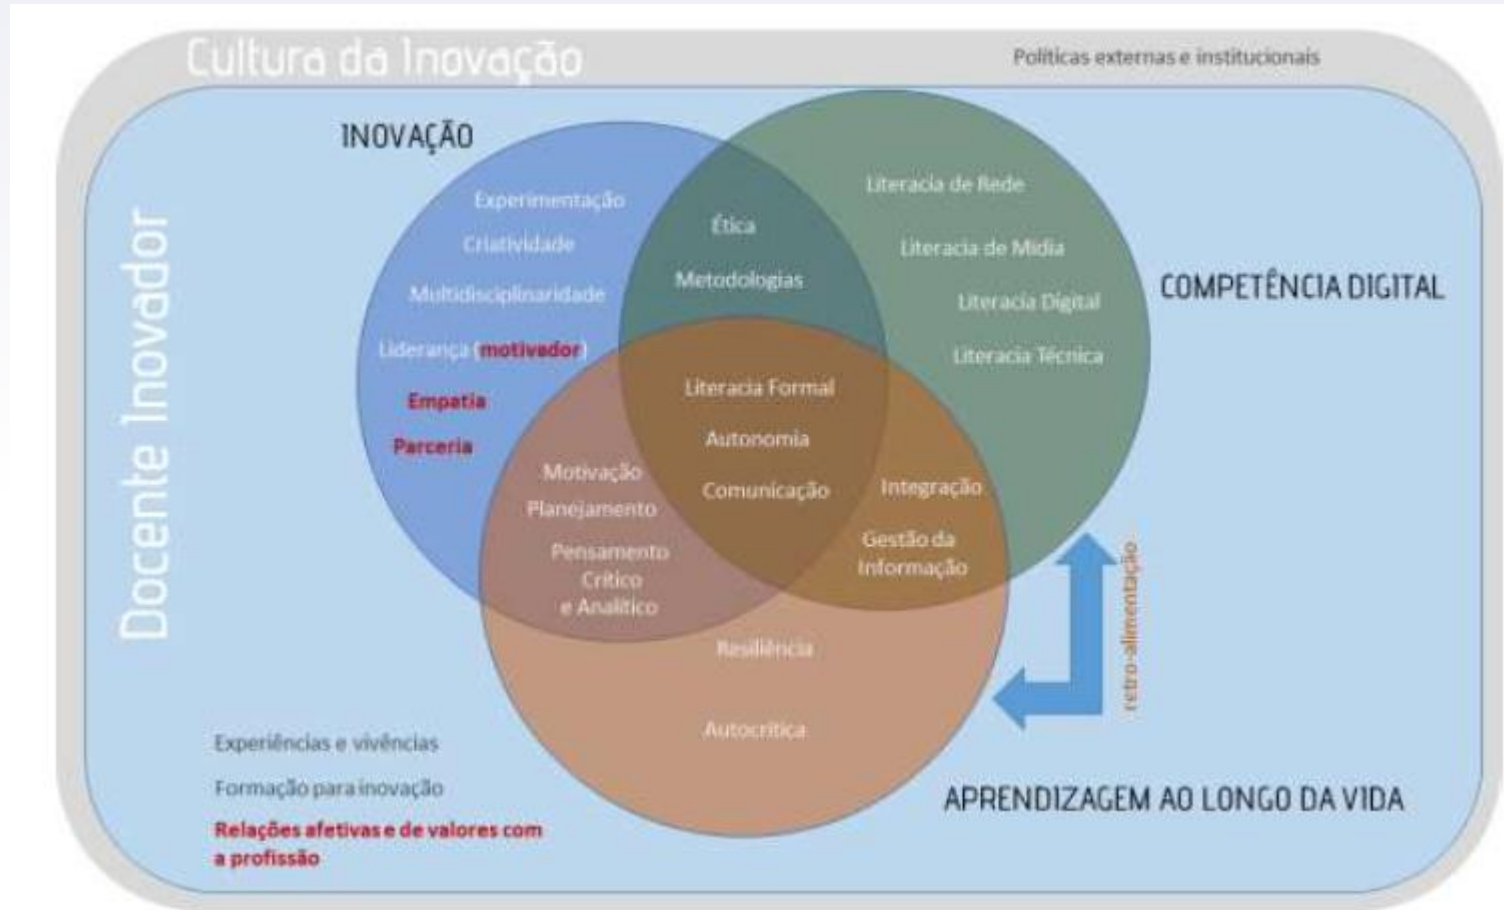 Cultura da Inovação
Políticas externas e institucionais
INOVAÇÃO
Docente Inovador
Experimentação
Criatividade
Multidisciplinaridade
Liderança (motivador)
Empatia
Parceria
Ética
Metodologias
Literacia de Rede
Literacia de Mídia
Literacia Digital
Literacia Técnica
COMPETÊNCIA DIGITAL
Literacia Formal
Autonomia
Comunicação
Motivação
Planejamento
Pensamento
Crítico
e Analítico
Integração
Gestão da
Informação
Resiliência
Autocrítica
retro-alimentação
APRENDIZAGEM AO LONGO DA VIDA
Experiências e vivências
Formação para inovação
Relações afetivas e de valores com
a profissão